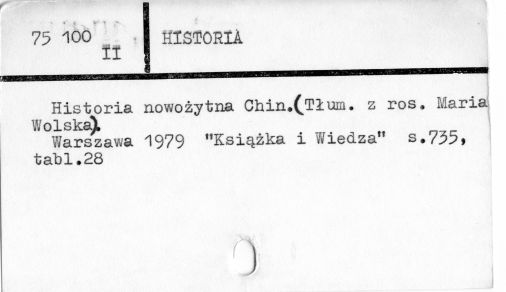 75 100
II
HISTORIA
Historia nowożytna Chin.(Tłum. z ros. Maria
Wolska).
Warszawa 1979 "Książka i Wiedza" s.735,
tabl.28